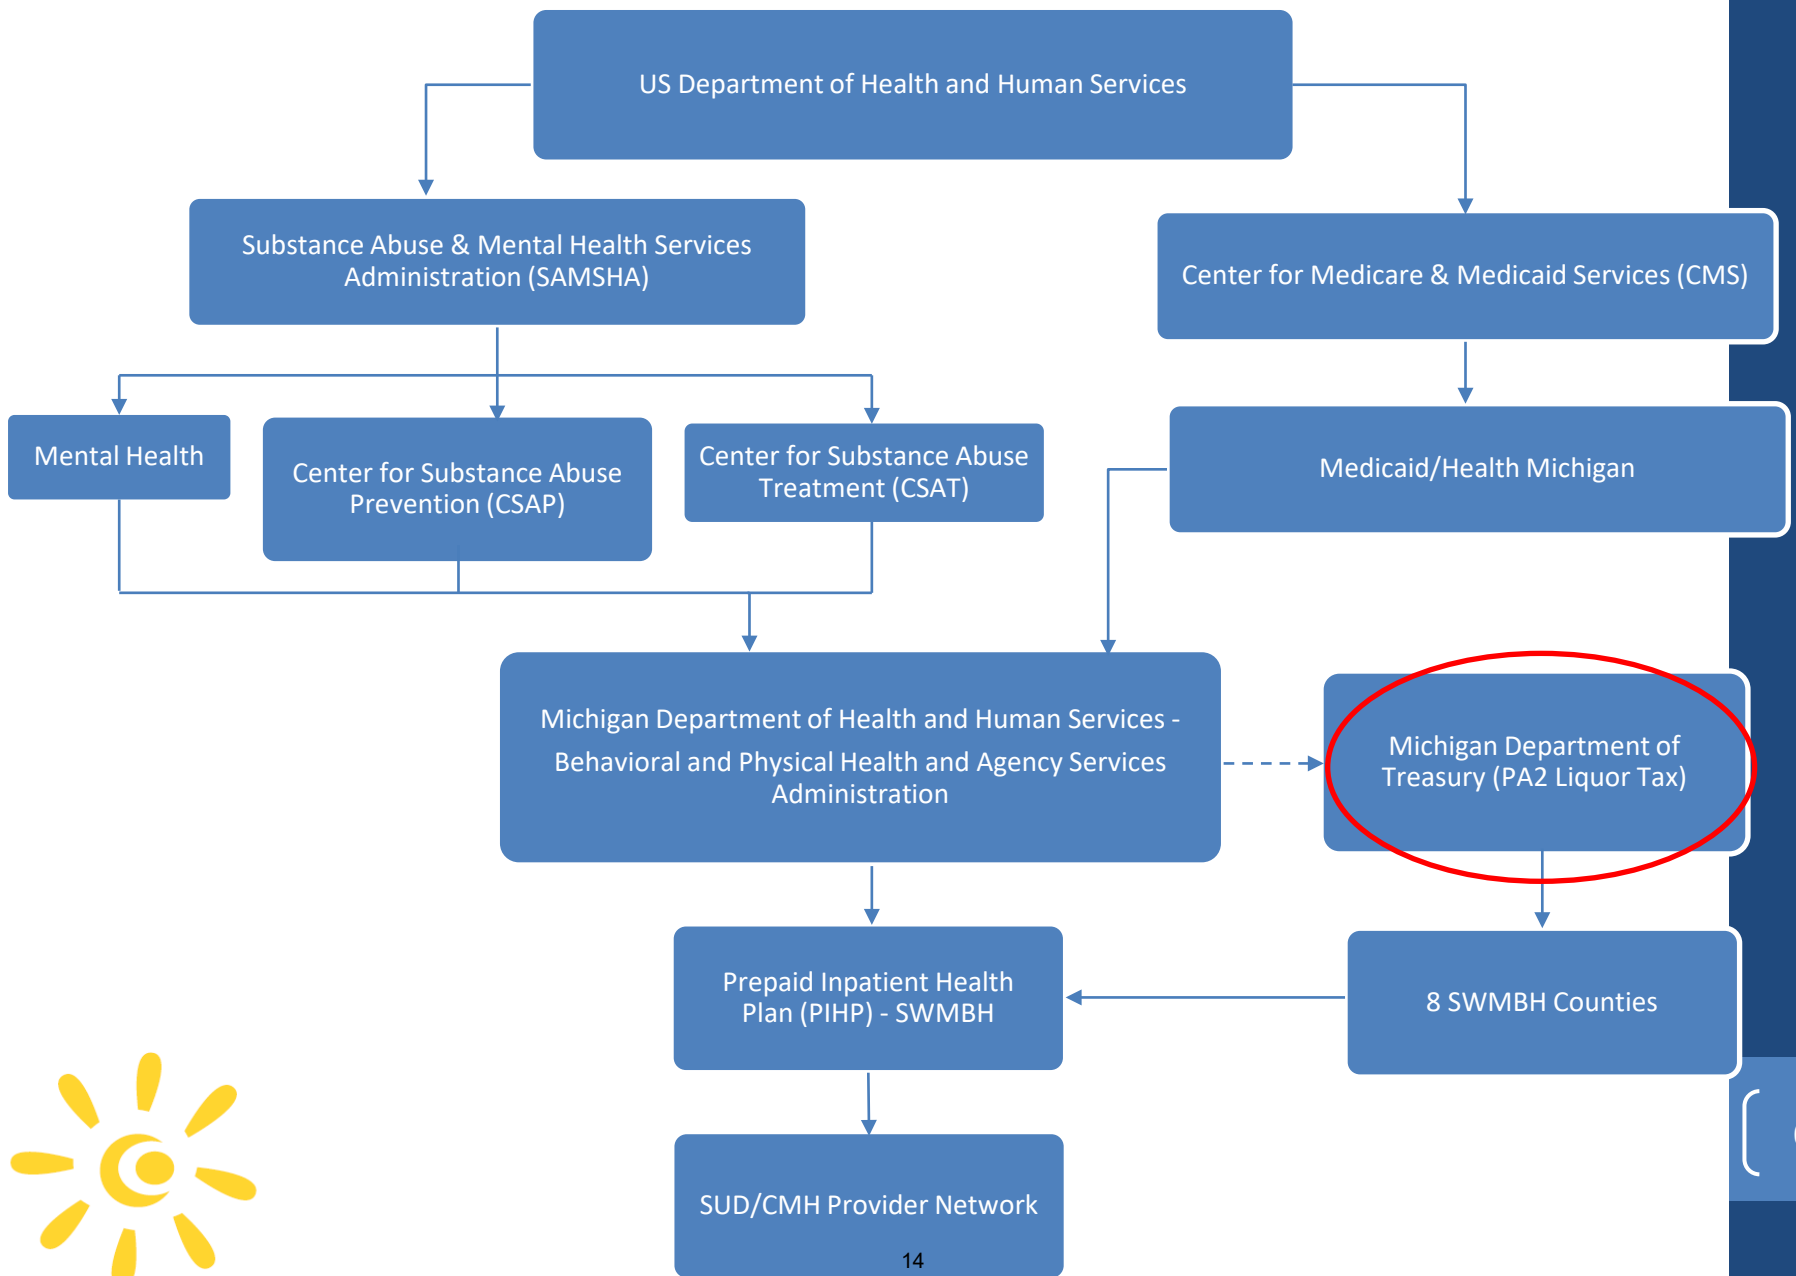 US Department of Health and Human Services
Substance Abuse & Mental Health Services
Administration (SAMSHA)
Center for Medicare & Medicaid Services (CMS)
Mental Health
Center for Substance Abuse
Prevention (CSAP)
Center for Substance Abuse
Treatment (CSAT)
Medicaid/Health Michigan
Michigan Department of Health and Human Services -
Behavioral and Physical Health and Agency Services
Administration
Michigan Department of
Treasury (PA2 Liquor Tax)
Prepaid Inpatient Health
Plan (PIHP) - SWMBH
8 SWMBH Counties
SUD/CMH Provider Network
14